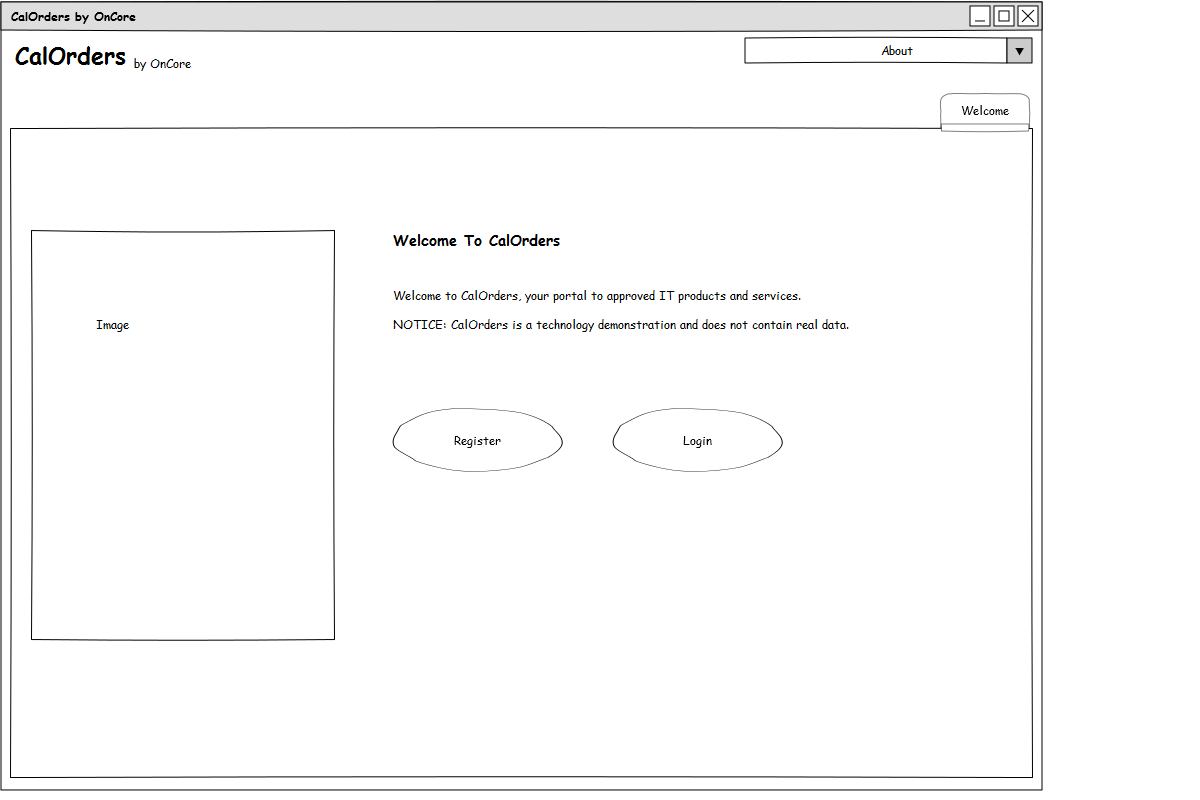 CalOrders by OnCore
CalOrders by OnCore
About
Welcome
Welcome To CalOrders
Welcome to CalOrders, your portal to approved IT products and services.
Image
NOTICE: CalOrders is a technology demonstration and does not contain real data.
Register
Login